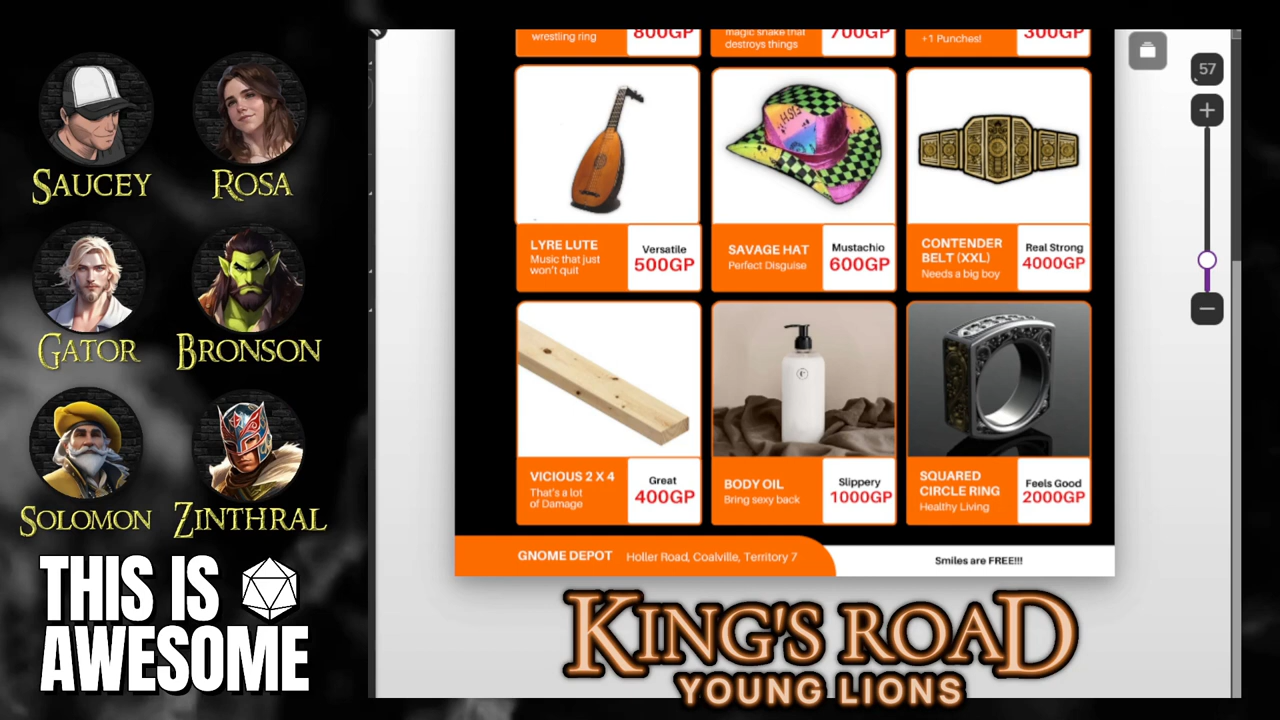 SAUCEY
ROSA
GATOR
BRONSON
SOLOMON
ZINTHRAL
THIS IS
AWESOME
wrestling ring
800GP
magic snake that
destroys things
700GP
+1 Punches!
300GP
LYRE LUTE
Music that just
won't quit
Versatile
500GP
SAVAGE HAT
Perfect Disguise
Mustachio
600GP
CONTENDER
BELT (XXL)
Needs a big boy
Real Strong
4000GP
VICIOUS 2 X 4
That's a lot
of Damage
Great
400GP
BODY OIL
Bring sexy back
Slippery
1000GP
SQUARED
CIRCLE RING
Healthy Living
Feels Good
2000GP
GNOME DEPOT Holler Road, Coalville, Territory 7
Smiles are FREE!!!
57
KING'S ROAD
YOUNG LIONS